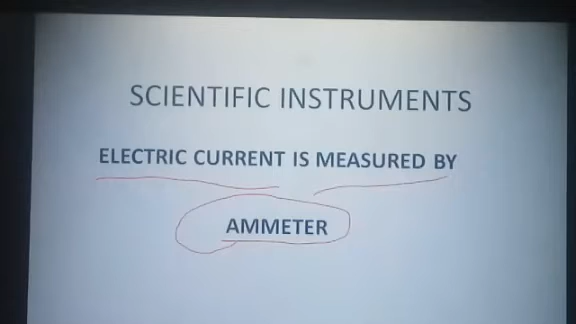 SCIENTIFIC INSTRUMENTS
ELECTRIC CURRENT IS MEASURED BY
AMMETER